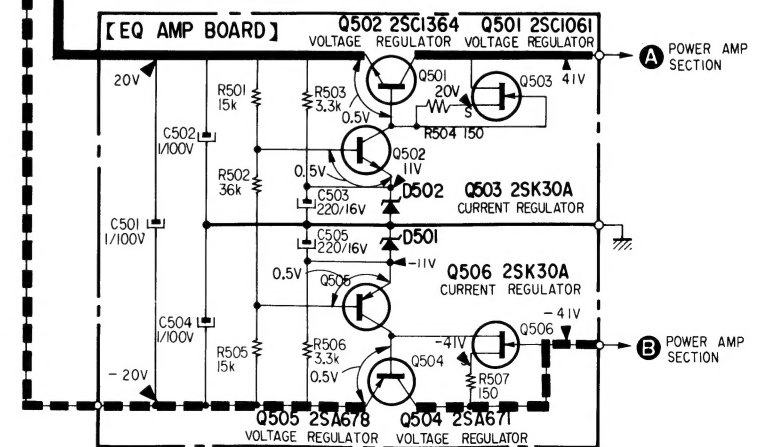 【EQ AMP BOARD】
Q502 2SC1364
VOLTAGE REGULATOR
Q501 2SC1061
VOLTAGE REGULATOR
A POWER AMP
SECTION
20V
41V
R501
15k
R503
3.3k
0.5V
Q501
20V
S
Q503
R504 150
C502
1/100V
Q502
11V
R502
36k
0.5V
D502
Q503 2SK30A
CURRENT REGULATOR
C503
220/16V
C501
1/100V
C505
220/16V
D501
-11V
0.5V
Q505
Q506 2SK30A
CURRENT REGULATOR
C504
1/100V
-41V
-41V
S
Q506
B POWER AMP
SECTION
R505
15k
R506
3.3k
0.5V
Q504
R507
150
-20V
Q505 2SA678
VOLTAGE REGULATOR
Q504 2SA671
VOLTAGE REGULATOR